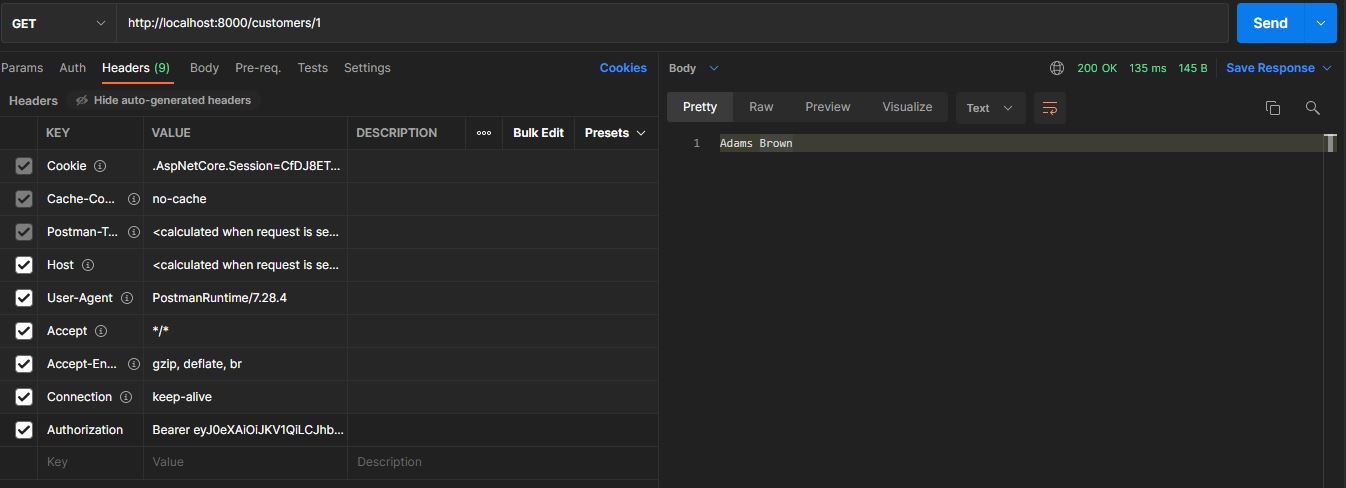 GET http://localhost:8000/customers/1 Send
Params Auth Headers (9) Body Pre-req. Tests Settings Cookies
Headers Hide auto-generated headers
KEY VALUE DESCRIPTION ooo Bulk Edit Presets
Cookie .AspNetCore.Session=CfDJ8ET...
Cache-Co... no-cache
Postman-T... <calculated when request is se...
Host <calculated when request is se...
User-Agent PostmanRuntime/7.28.4
Accept */*
Accept-En... gzip, deflate, br
Connection keep-alive
Authorization Bearer eyJ0eXAiOiJKV1QiLCJhb...
Key Value Description
Body 200 OK 135 ms 145 B Save Response
Pretty Raw Preview Visualize Text
1 Adams Brown